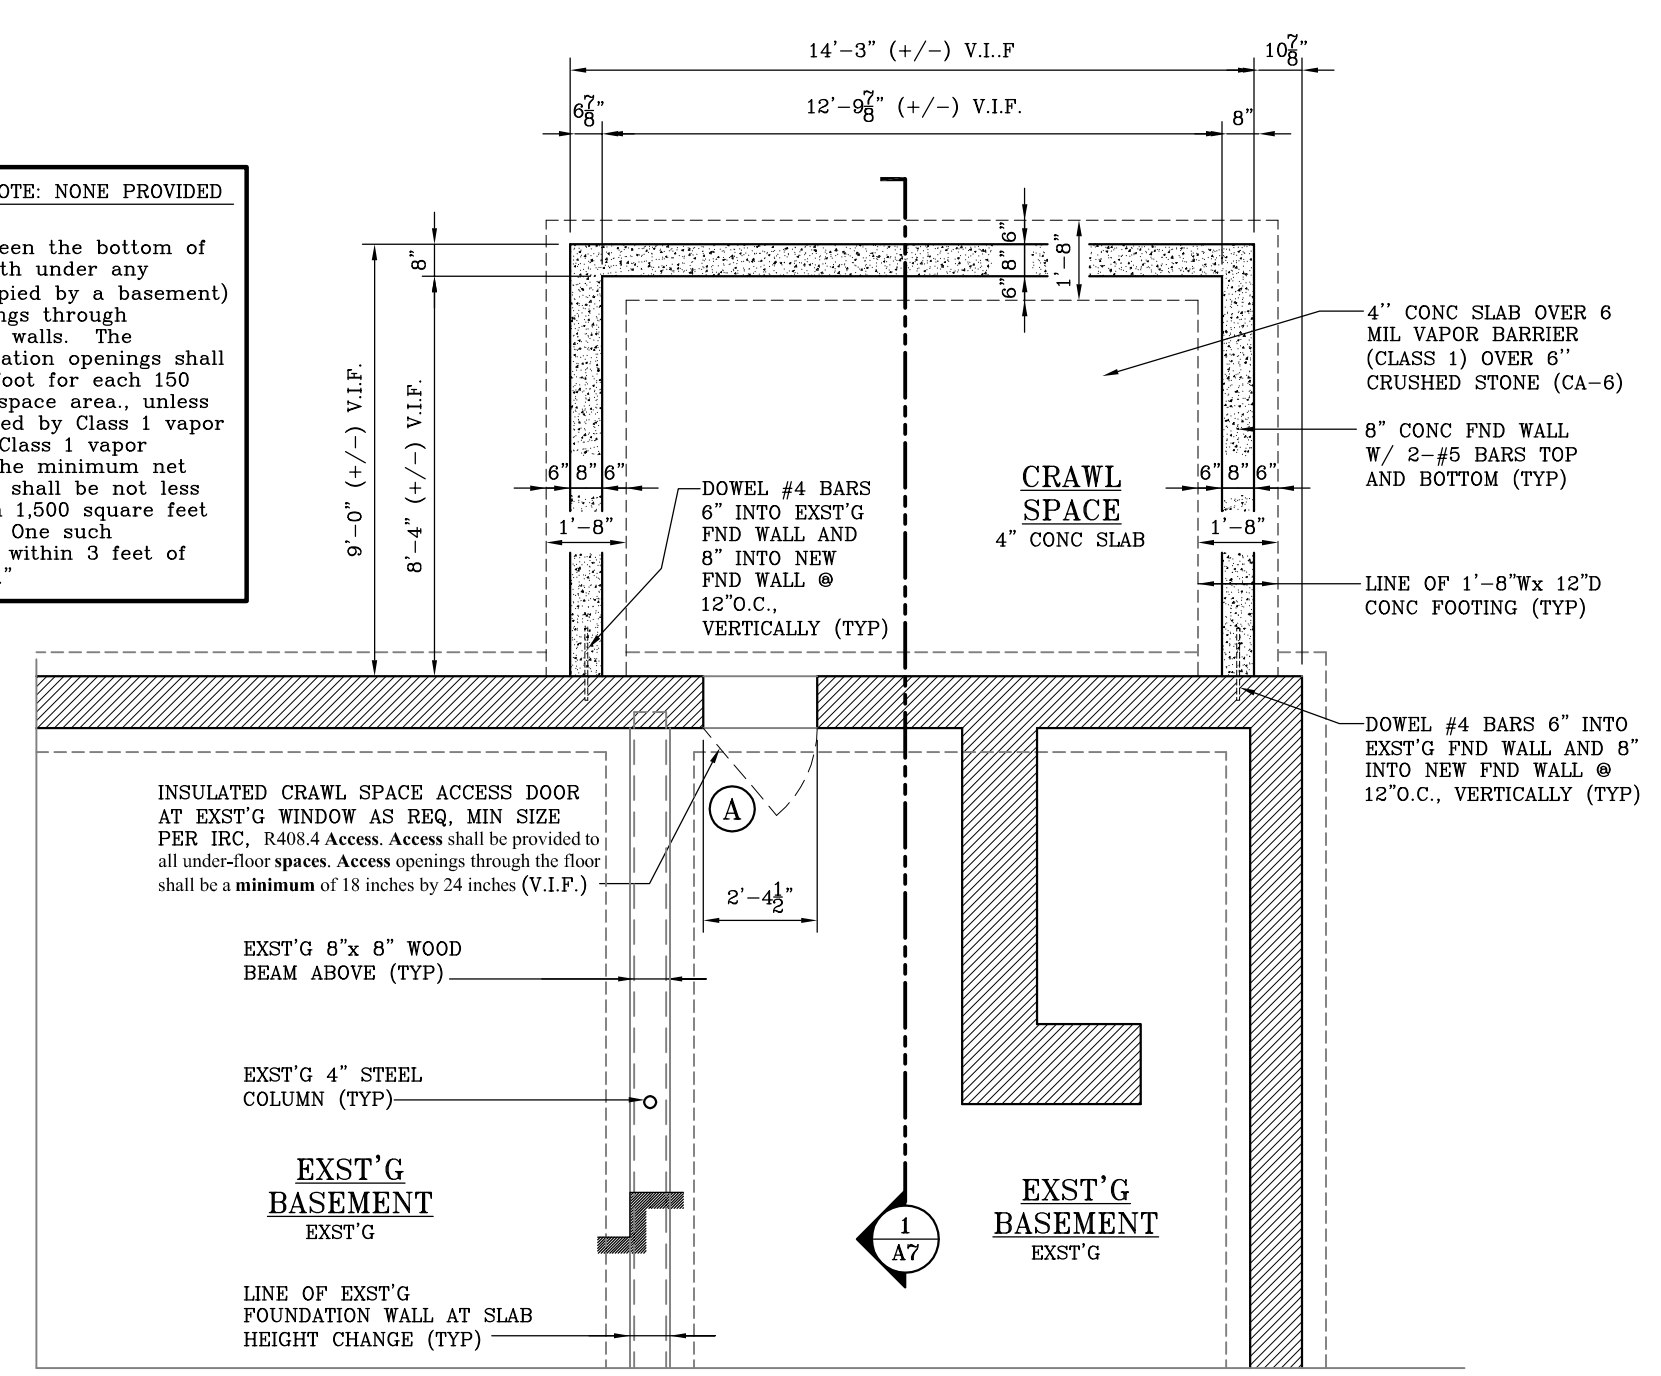 14'-3" (+/-) V.I..F
10 7/8"
6 7/8"
12'-9 7/8" (+/-) V.I.F.
8"
OTE: NONE PROVIDED
een the bottom of
th under any
pied by a basement)
ngs through
walls. The
ation openings shall
foot for each 150
space area., unless
ed by Class 1 vapor
Class 1 vapor
he minimum net
shall be not less
1,500 square feet
One such
within 3 feet of
."
8"
9'-0" (+/-) V.I.F.
8'-4" (+/-) V.I.F.
6"
8"
6"
1'-8"
6" 8" 6"
1'-8"
6" 8" 6"
1'-8"
DOWEL #4 BARS
6" INTO EXST'G
FND WALL AND
8" INTO NEW
FND WALL @
12"O.C.,
VERTICALLY (TYP)
CRAWL
SPACE
4" CONC SLAB
4'' CONC SLAB OVER 6
MIL VAPOR BARRIER
(CLASS 1) OVER 6''
CRUSHED STONE (CA-6)
8" CONC FND WALL
W/ 2-#5 BARS TOP
AND BOTTOM (TYP)
LINE OF 1'-8"Wx 12"D
CONC FOOTING (TYP)
DOWEL #4 BARS 6" INTO
EXST'G FND WALL AND 8"
INTO NEW FND WALL @
12"O.C., VERTICALLY (TYP)
INSULATED CRAWL SPACE ACCESS DOOR
AT EXST'G WINDOW AS REQ, MIN SIZE
PER IRC, R408.4 Access. Access shall be provided to
all under-floor spaces. Access openings through the floor
shall be a minimum of 18 inches by 24 inches (V.I.F.)
A
2'-4 1/2"
EXST'G 8"x 8" WOOD
BEAM ABOVE (TYP)
EXST'G 4" STEEL
COLUMN (TYP)
EXST'G
BASEMENT
EXST'G
EXST'G
BASEMENT
EXST'G
1
A7
LINE OF EXST'G
FOUNDATION WALL AT SLAB
HEIGHT CHANGE (TYP)